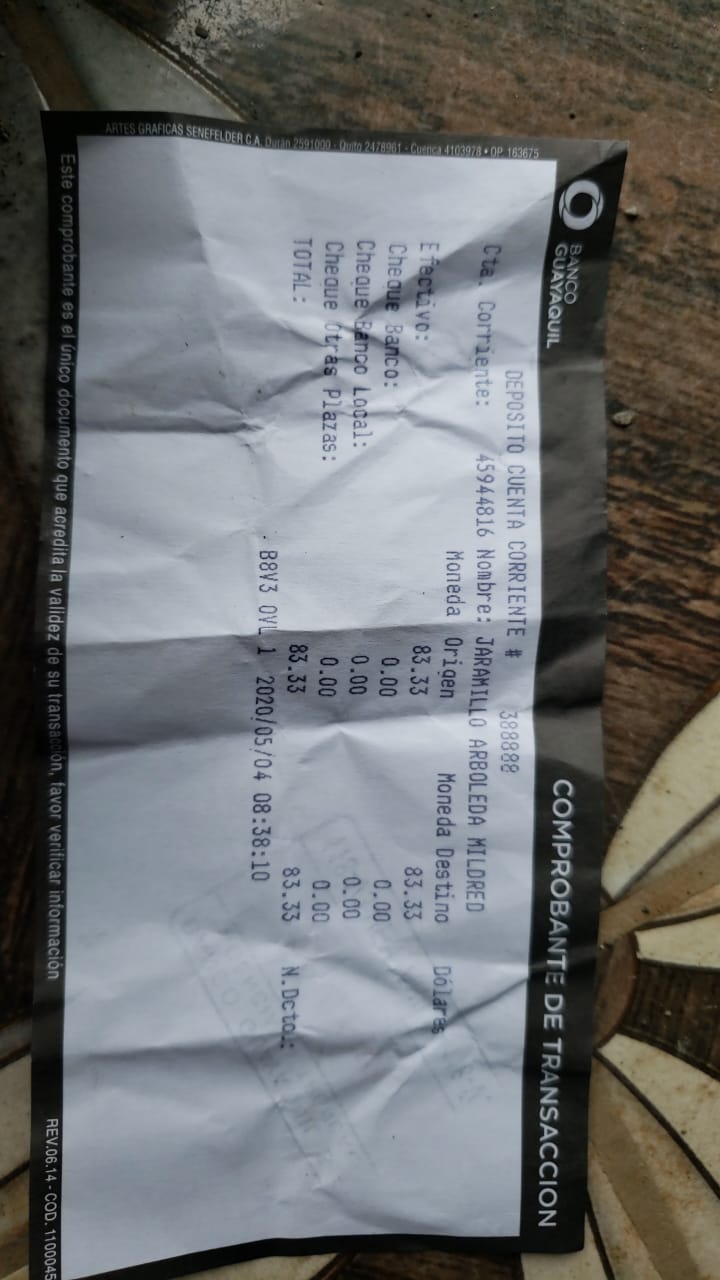 BANCO
GUAYAQUIL
COMPROBANTE DE TRANSACCION
DEPOSITO CUENTA CORRIENTE # 388888
Cta. Corriente: 45944816 Nombre: JARAMILLO ARBOLEDA MILDRED
Moneda Origen Moneda Destino Dólares
Efectivo: 83.33 83.33
Cheque Banco: 0.00 0.00
Cheque Banco Local: 0.00 0.00
Cheque Otras Plazas: 0.00 0.00
TOTAL: 83.33 83.33 N.Dcto.:
B8V3 OVL 1 2020/05/04 08:38:10
Este comprobante es el único documento que acredita la validez de su transacción, favor verificar información
REV.06.14 - COD. 1100045
ARTES GRAFICAS SENEFELDER C.A. Durán 2591000 - Quito 2478961 - Cuenca 4103978 • OP. 163675